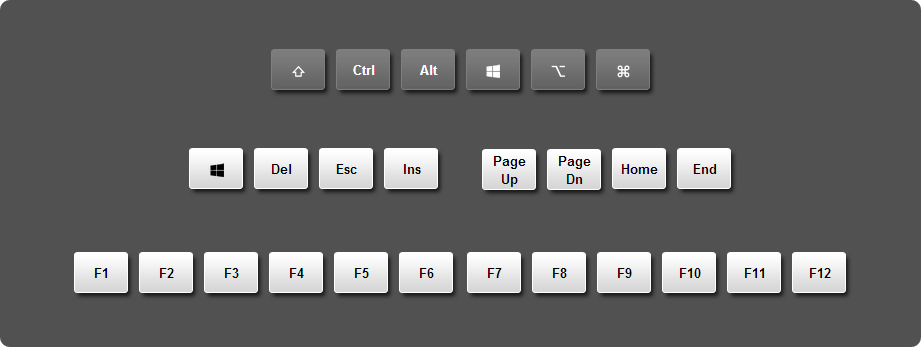 ⇧ Ctrl Alt ⌥ ⌘
Del Esc Ins Page Up Page Dn Home End
F1 F2 F3 F4 F5 F6 F7 F8 F9 F10 F11 F12